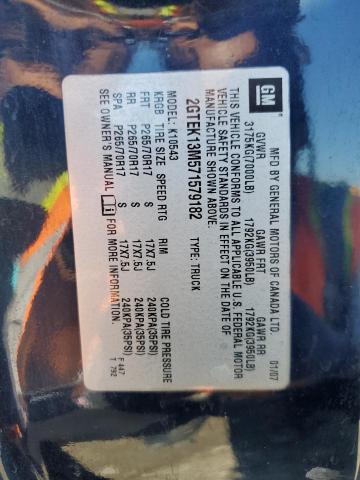 GM
MFD BY GENERAL MOTORS OF CANADA LTD.
01/07
GVWR GAWR FRT GAWR RR
3175KG(7000LB) 1792KG(3950LB) 1792KG(3950LB)
THIS VEHICLE CONFORMS TO ALL APPLICABLE U.S. FEDERAL MOTOR
VEHICLE SAFETY STANDARDS IN EFFECT ON THE DATE OF
MANUFACTURE SHOWN ABOVE.
2GTEK13M571579182 TYPE: TRUCK
MODEL: K10543
KRGB TIRE SIZE SPEED RTG RIM COLD TIRE PRESSURE
FRT P265/70R17 S 17X7.5J 240KPA(35PSI)
RR P265/70R17 S 17X7.5J 240KPA(35PSI)
SPA P265/70R17 S 17X7.5J 240KPA(35PSI)
SEE OWNER'S MANUAL i FOR MORE INFORMATION.
F 447
T 792